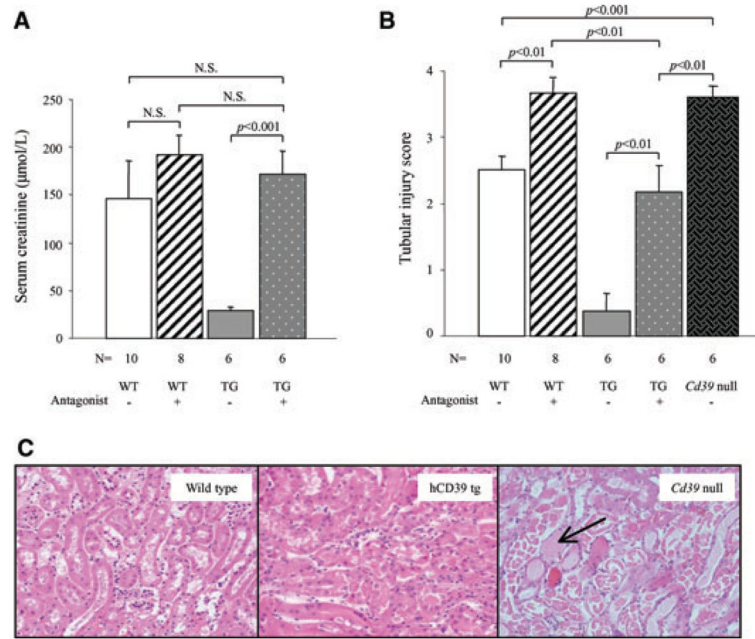 A
N.S.
N.S.
N.S.
p<0.001
Serum creatinine (µmol/L)
250
200
150
100
50
0
N= 10 8 6 6
WT WT TG TG
Antagonist - + - +
B
p<0.001
p<0.01
p<0.01
p<0.01
p<0.01
Tubular injury score
4
3
2
1
0
N= 10 8 6 6 6
WT WT TG TG Cd39 null
Antagonist - + - + -
C
Wild type
hCD39 tg
Cd39 null